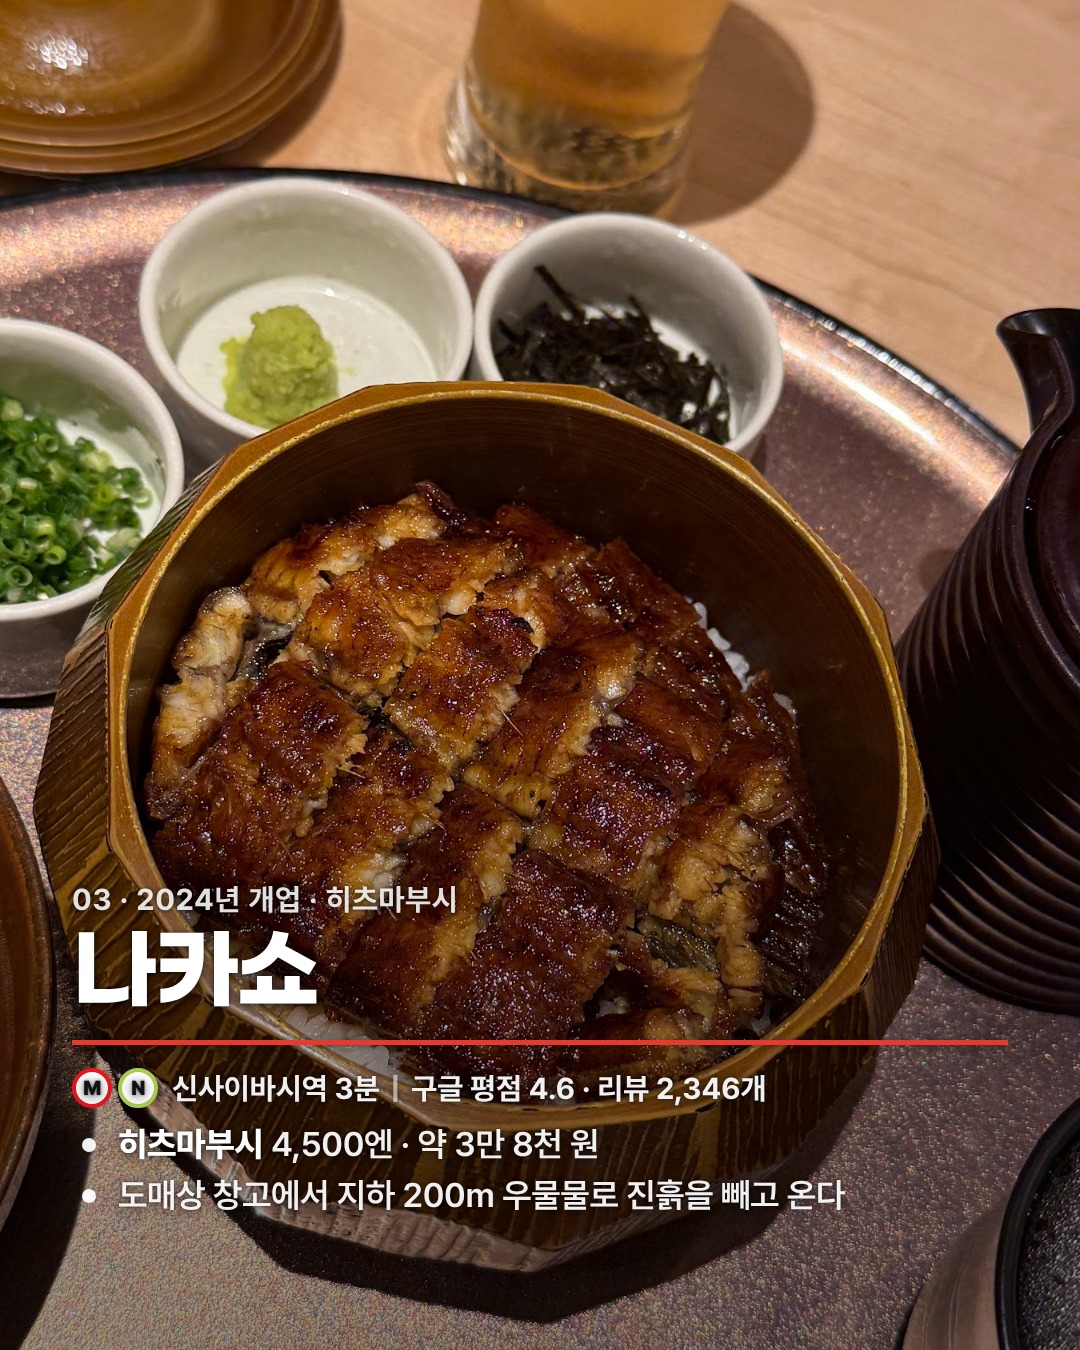 03 · 2024년 개업 · 히츠마부시
나카쇼
M N 신사이바시역 3분 | 구글 평점 4.6 · 리뷰 2,346개
• 히츠마부시 4,500엔 · 약 3만 8천 원
• 도매상 창고에서 지하 200m 우물물로 진흙을 빼고 온다